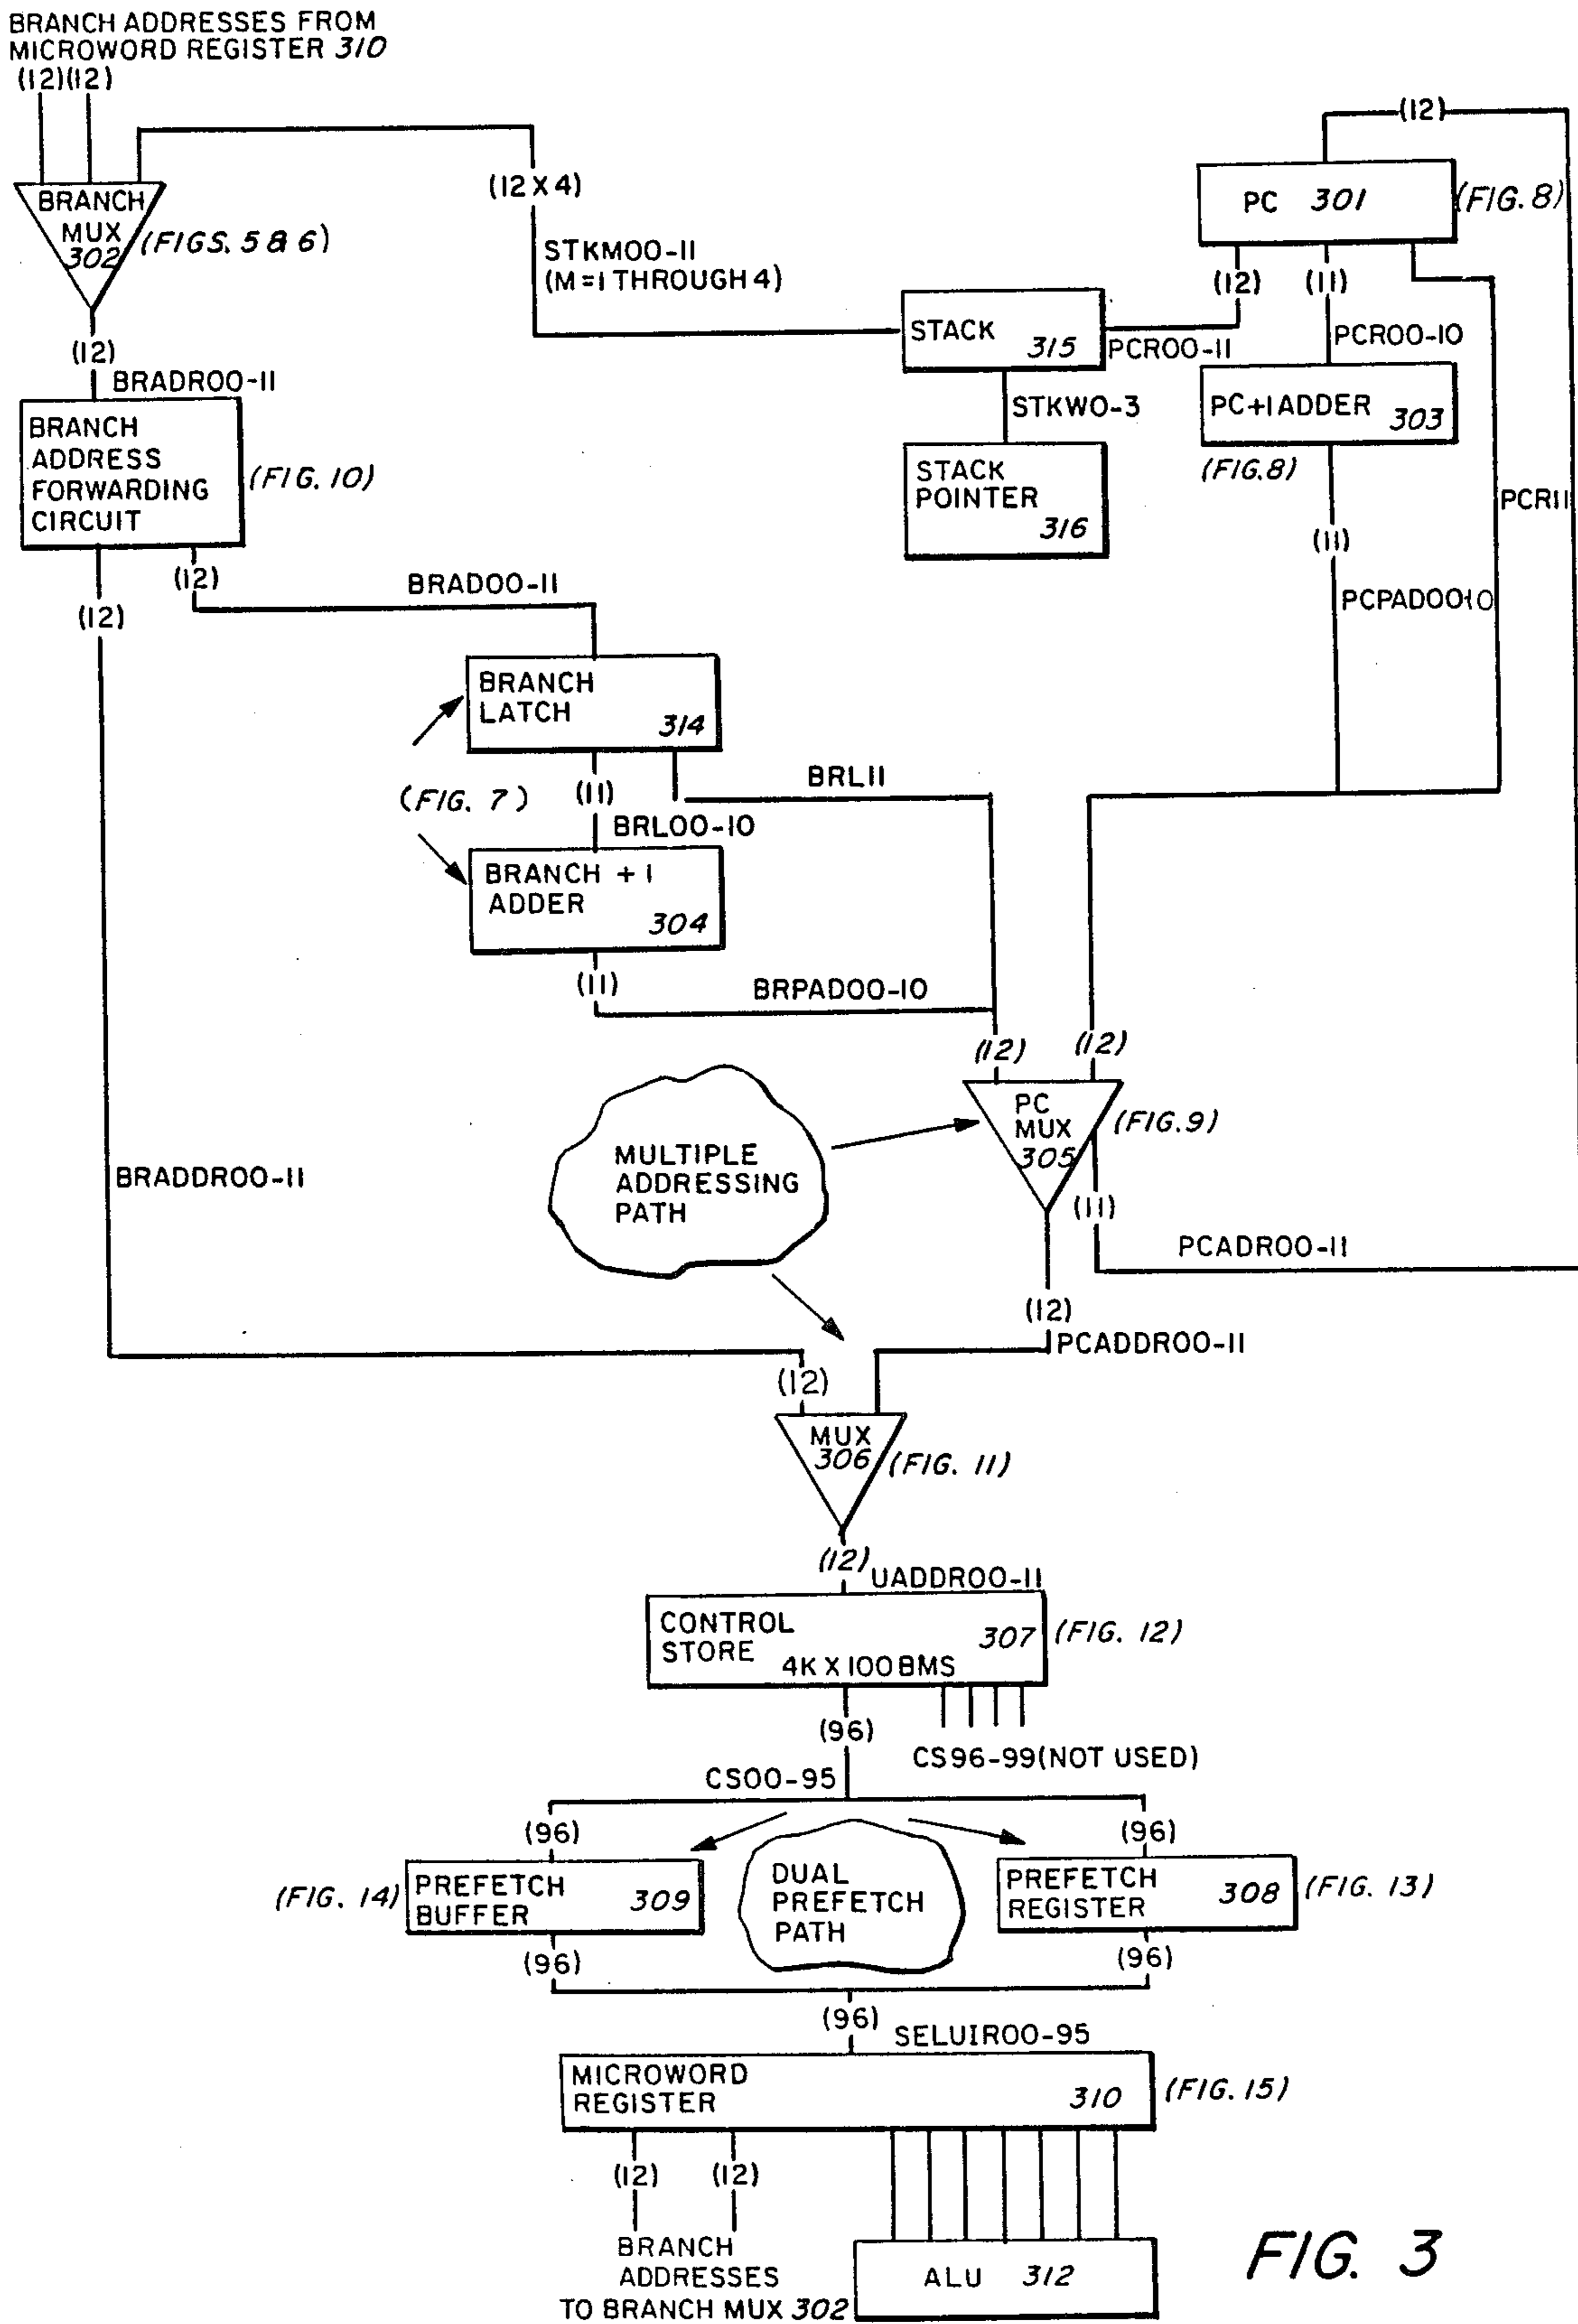 BRANCH ADDRESSES FROM
MICROWORD REGISTER 310
(12)(12)
(12)
(12 X 4)
BRANCH
MUX
302
(FIGS. 5 & 6)
PC 301
(FIG. 8)
STKM00-11
(M=1 THROUGH 4)
(12)
(11)
STACK
315
PCR00-11
PCR00-10
(12)
BRADR00-11
STKW0-3
PC+1 ADDER 303
(FIG.8)
BRANCH
ADDRESS
FORWARDING
CIRCUIT
(FIG. 10)
STACK
POINTER
316
PCR11
(11)
(12)
(12)
BRAD00-11
PCPAD00-10
BRANCH
LATCH
314
BRL11
(FIG. 7)
(11)
BRL00-10
BRANCH + 1
ADDER
304
(11)
BRPAD00-10
(12)
(12)
PC
MUX
305
(FIG.9)
MULTIPLE
ADDRESSING
PATH
BRADDR00-11
(11)
PCADR00-11
(12)
PCADDR00-11
(12)
MUX
306
(FIG. 11)
(12)
UADDR00-11
CONTROL
STORE
307
(FIG. 12)
4K X 100 BMS
(96)
CS96-99(NOT USED)
CS00-95
(96)
(96)
(FIG. 14)
PREFETCH
BUFFER
309
DUAL
PREFETCH
PATH
PREFETCH
REGISTER
308
(FIG. 13)
(96)
(96)
(96)
SELUIR00-95
MICROWORD
REGISTER
310
(FIG. 15)
(12)
(12)
BRANCH
ADDRESSES
TO BRANCH MUX 302
ALU 312
FIG. 3